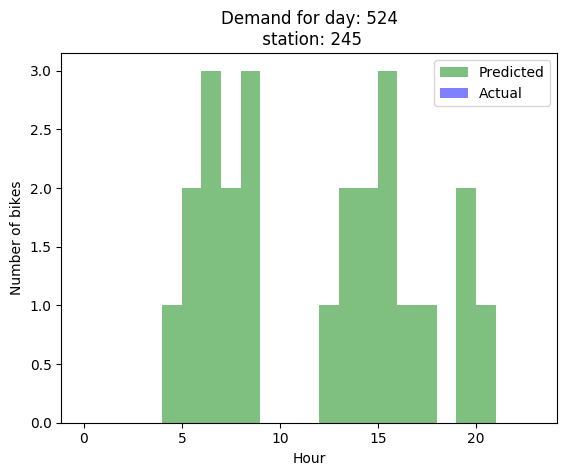 Demand for day: 524
station: 245
Predicted
Actual
3.0
2.5
2.0
1.5
1.0
0.5
0.0
Number of bikes
0
5
10
15
20
Hour